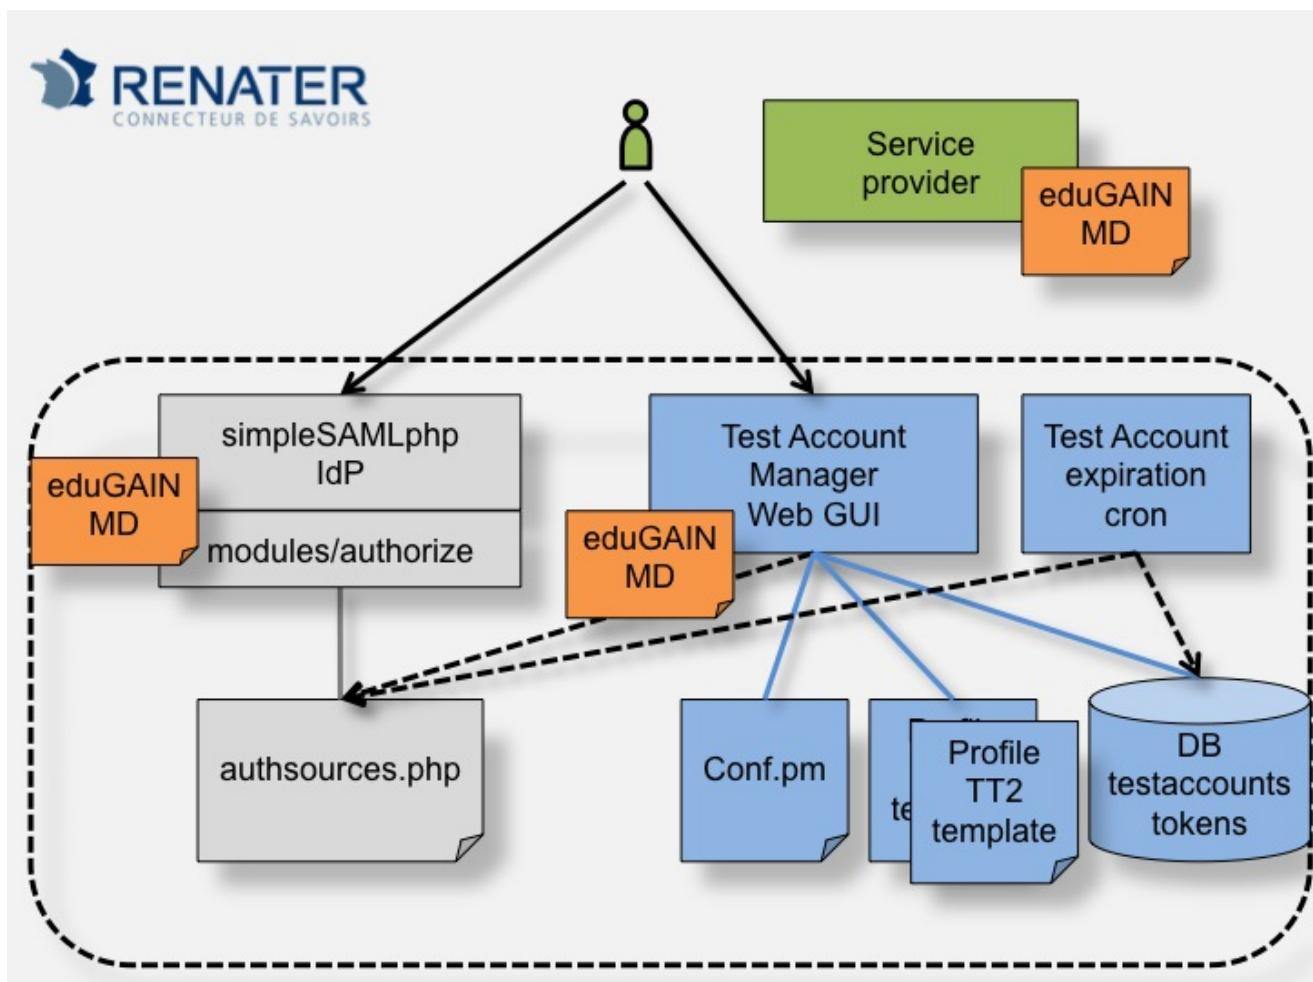 RENATER
CONNECTEUR DE SAVOIRS
Service
provider
eduGAIN
MD
simpleSAMLphp
IdP
modules/authorize
eduGAIN
MD
Test Account
Manager
Web GUI
eduGAIN
MD
Test Account
expiration
cron
authsources.php
Conf.pm
Profile
TT2
template
DB
testaccounts
tokens